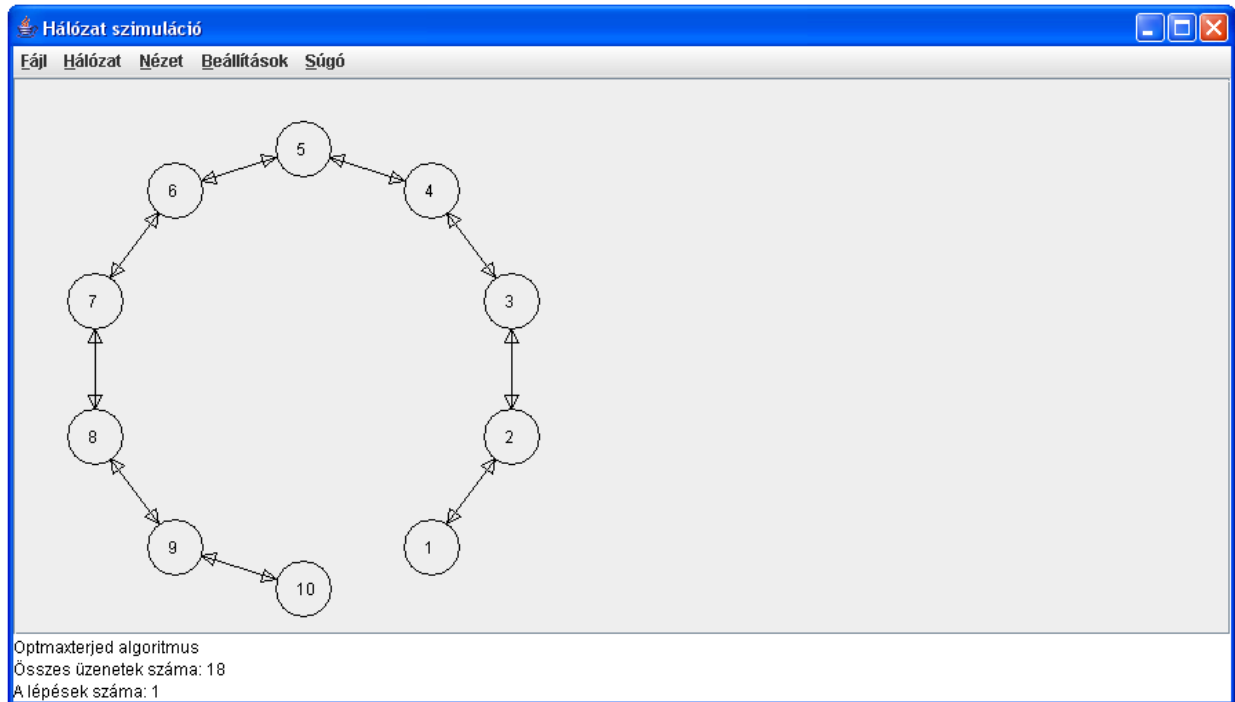 Hálózat szimuláció
Fájl Hálózat Nézet Beállítások Súgó
5
6
4
7
3
8
2
9
1
10
Optmaxterjed algoritmus
Összes üzenetek száma: 18
A lépések száma: 1